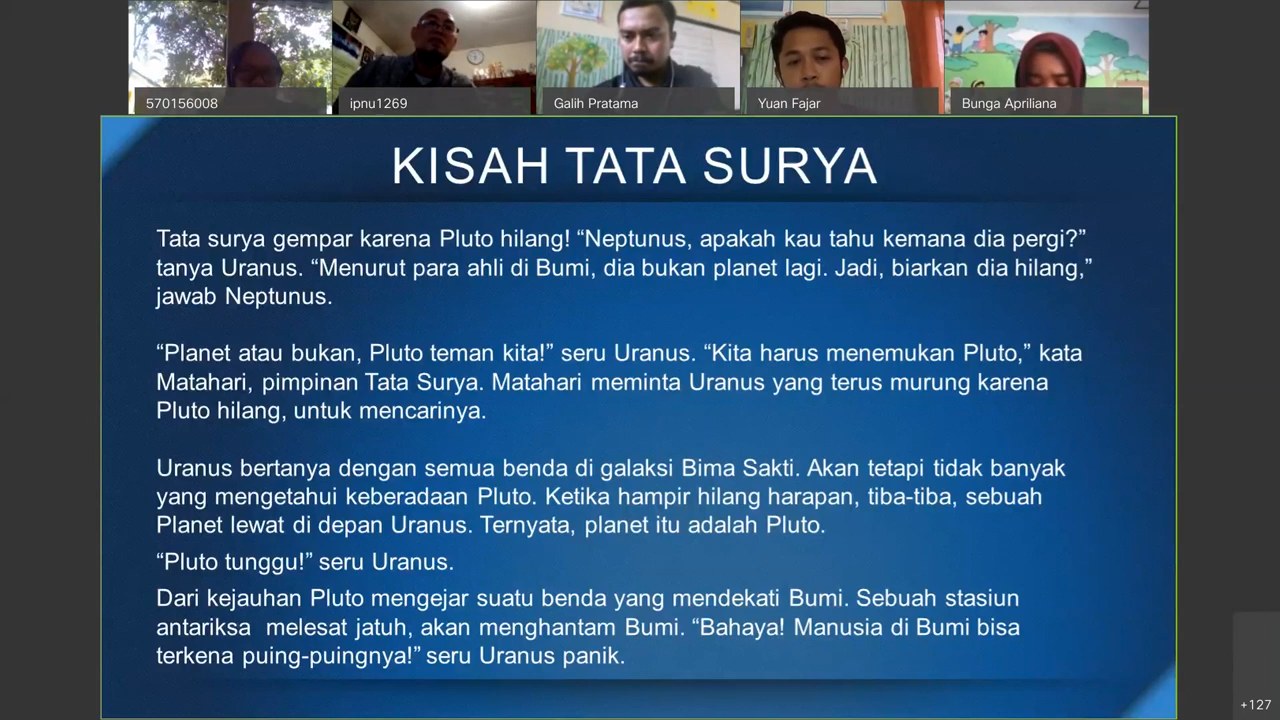 570156008
ipnu1269
Galih Pratama
Yuan Fajar
Bunga Apriliana
KISAH TATA SURYA
Tata surya gempar karena Pluto hilang! “Neptunus, apakah kau tahu kemana dia pergi?”
tanya Uranus. “Menurut para ahli di Bumi, dia bukan planet lagi. Jadi, biarkan dia hilang,”
jawab Neptunus.
“Planet atau bukan, Pluto teman kita!” seru Uranus. “Kita harus menemukan Pluto,” kata
Matahari, pimpinan Tata Surya. Matahari meminta Uranus yang terus murung karena
Pluto hilang, untuk mencarinya.
Uranus bertanya dengan semua benda di galaksi Bima Sakti. Akan tetapi tidak banyak
yang mengetahui keberadaan Pluto. Ketika hampir hilang harapan, tiba-tiba, sebuah
Planet lewat di depan Uranus. Ternyata, planet itu adalah Pluto.
“Pluto tunggu!” seru Uranus.
Dari kejauhan Pluto mengejar suatu benda yang mendekati Bumi. Sebuah stasiun
antariksa  melesat jatuh, akan menghantam Bumi. “Bahaya! Manusia di Bumi bisa
terkena puing-puingnya!” seru Uranus panik.
+127